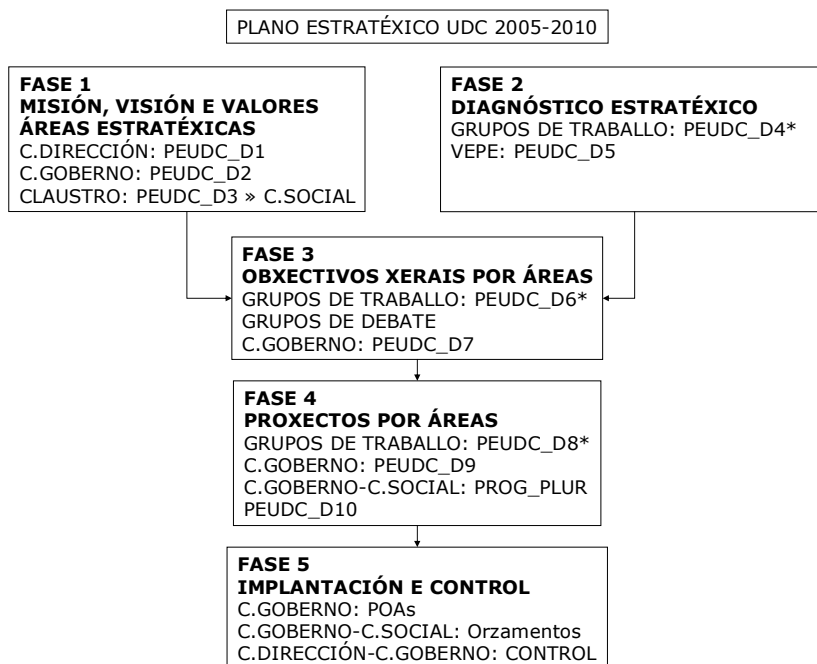 PLANO ESTRATÉXICO UDC 2005-2010
FASE 1
MISIÓN, VISIÓN E VALORES
ÁREAS ESTRATÉXICAS
C.DIRECCIÓN: PEUDC_D1
C.GOBERNO: PEUDC_D2
CLAUSTRO: PEUDC_D3 » C.SOCIAL
FASE 2
DIAGNÓSTICO ESTRATÉXICO
GRUPOS DE TRABALLO: PEUDC_D4*
VEPE: PEUDC_D5
FASE 3
OBXECTIVOS XERAIS POR ÁREAS
GRUPOS DE TRABALLO: PEUDC_D6*
GRUPOS DE DEBATE
C.GOBERNO: PEUDC_D7
FASE 4
PROXECTOS POR ÁREAS
GRUPOS DE TRABALLO: PEUDC_D8*
C.GOBERNO: PEUDC_D9
C.GOBERNO-C.SOCIAL: PROG_PLUR
PEUDC_D10
FASE 5
IMPLANTACIÓN E CONTROL
C.GOBERNO: POAs
C.GOBERNO-C.SOCIAL: Orzamentos
C.DIRECCIÓN-C.GOBERNO: CONTROL